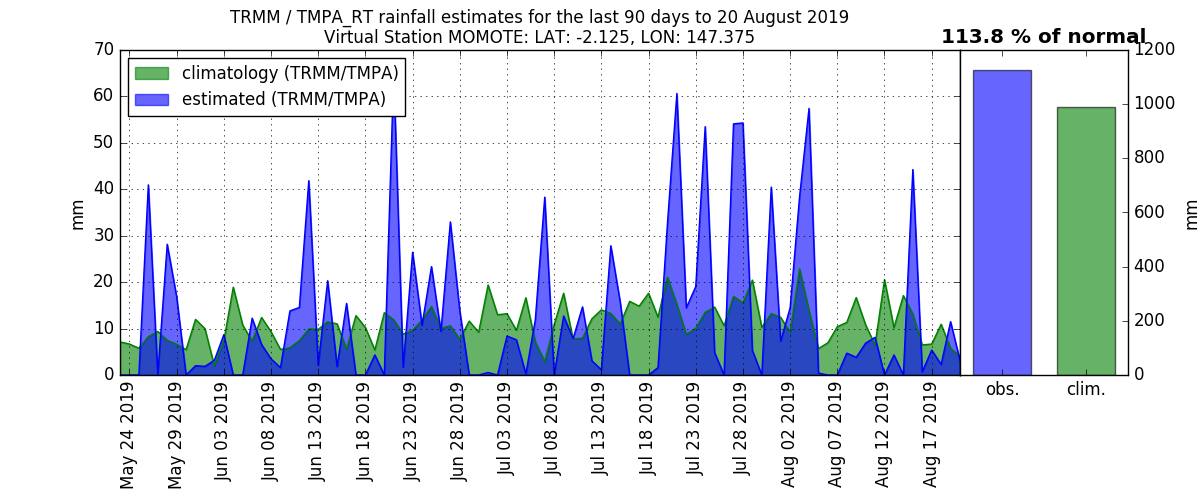 TRMM / TMPA_RT rainfall estimates for the last 90 days to 20 August 2019
Virtual Station MOMOTE: LAT: -2.125, LON: 147.375
113.8 % of normal
climatology (TRMM/TMPA)
estimated (TRMM/TMPA)
mm
70
60
50
40
30
20
10
0
May 24 2019
May 29 2019
Jun 03 2019
Jun 08 2019
Jun 13 2019
Jun 18 2019
Jun 23 2019
Jun 28 2019
Jul 03 2019
Jul 08 2019
Jul 13 2019
Jul 18 2019
Jul 23 2019
Jul 28 2019
Aug 02 2019
Aug 07 2019
Aug 12 2019
Aug 17 2019
obs.
clim.
1200
1000
800
600
400
200
0
mm